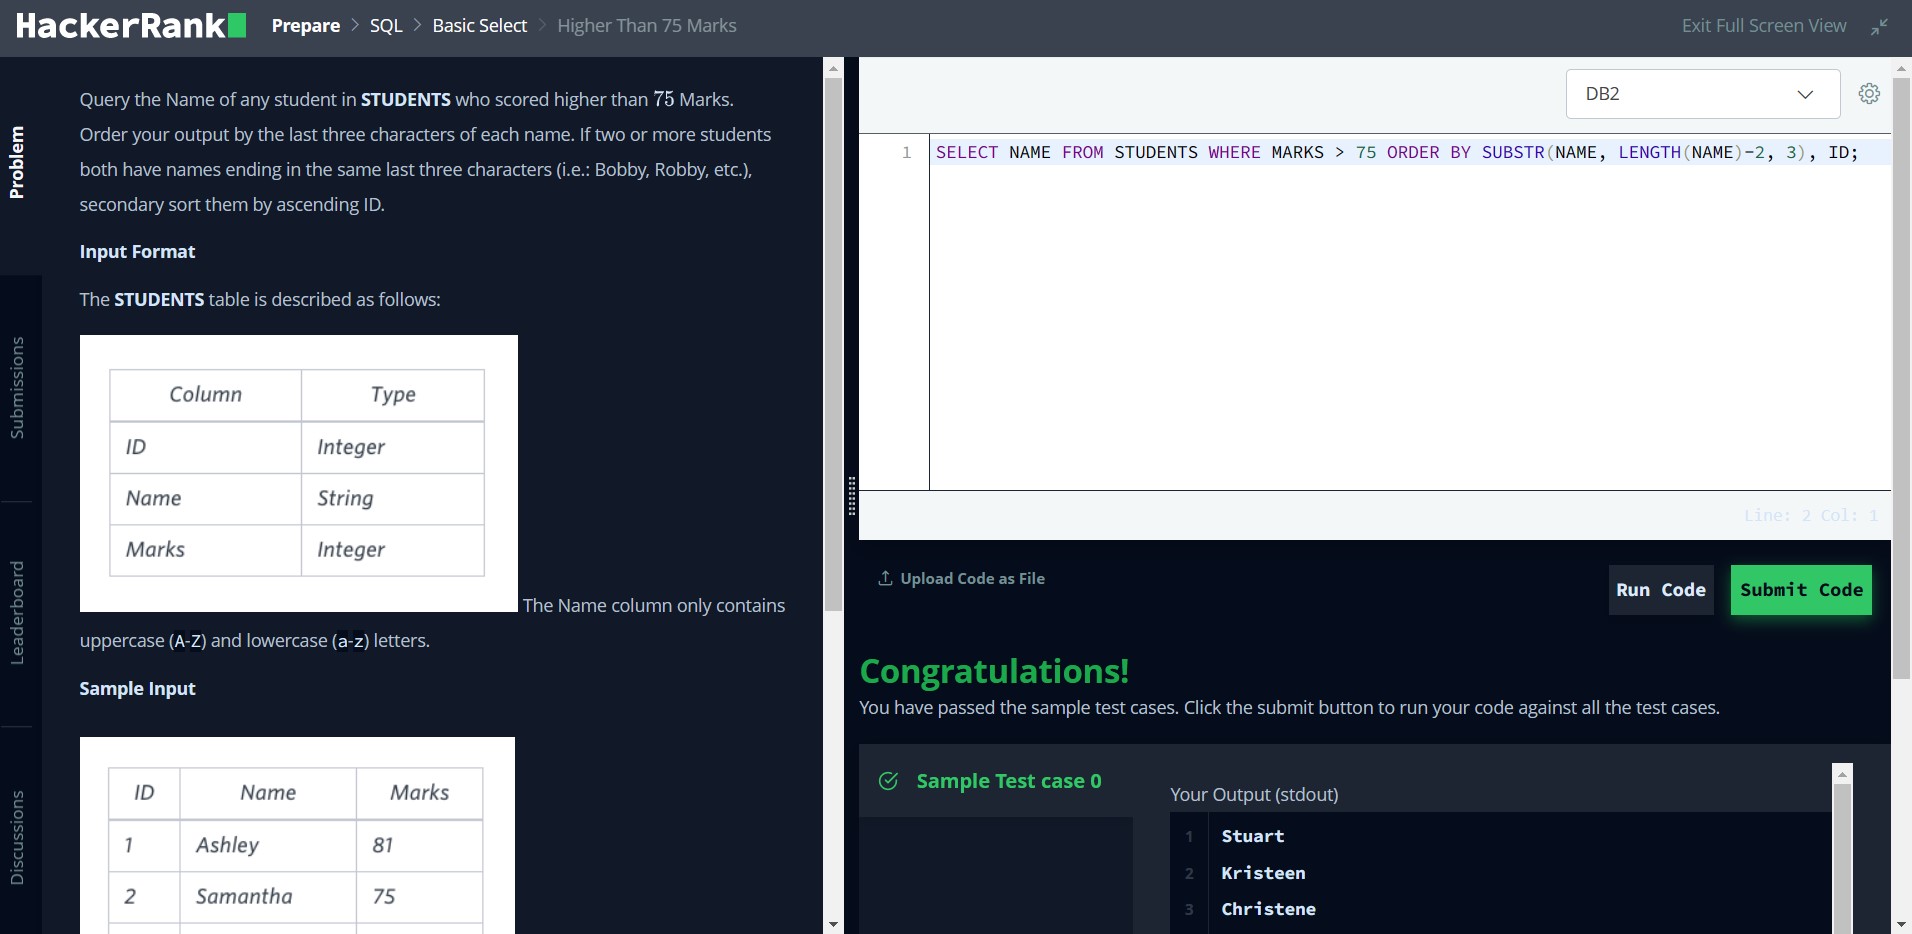 HackerRank
Prepare > SQL > Basic Select > Higher Than 75 Marks
Exit Full Screen View
Problem
Submissions
Leaderboard
Discussions
Query the Name of any student in STUDENTS who scored higher than 75 Marks.
Order your output by the last three characters of each name. If two or more students
both have names ending in the same last three characters (i.e.: Bobby, Robby, etc.),
secondary sort them by ascending ID.
Input Format
The STUDENTS table is described as follows:
Column Type
ID Integer
Name String
Marks Integer
The Name column only contains
uppercase (A-Z) and lowercase (a-z) letters.
Sample Input
ID Name Marks
1 Ashley 81
2 Samantha 75
DB2
1 SELECT NAME FROM STUDENTS WHERE MARKS > 75 ORDER BY SUBSTR(NAME, LENGTH(NAME)-2, 3), ID;
Line: 2 Col: 1
Upload Code as File
Run Code
Submit Code
Congratulations!
You have passed the sample test cases. Click the submit button to run your code against all the test cases.
Sample Test case 0
Your Output (stdout)
1 Stuart
2 Kristeen
3 Christene